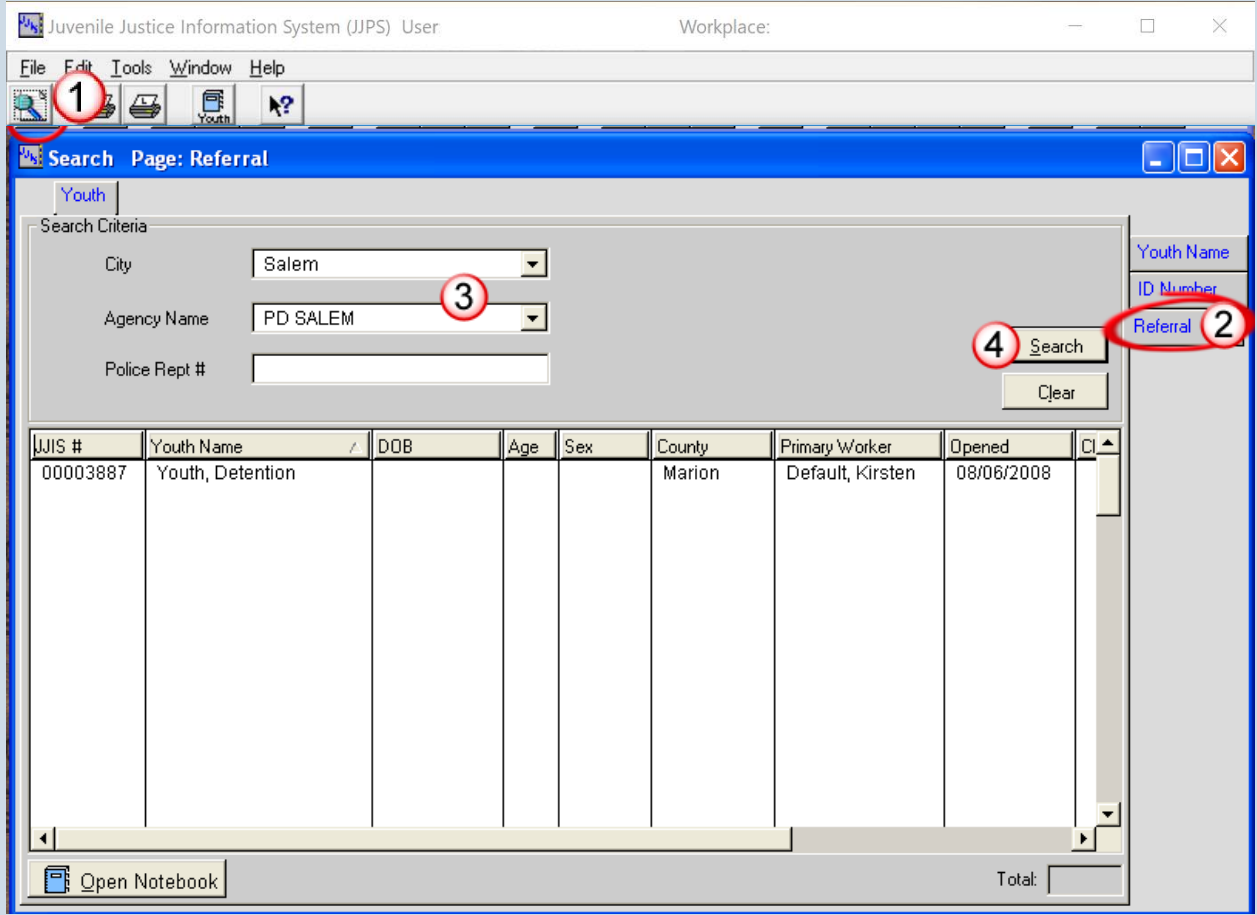 Juvenile Justice Information System (JJPS) User Workplace:
File Edit Tools Window Help
1
Youth
Search Page: Referral
Youth
Search Criteria
City Salem
Youth Name
ID Number
Agency Name PD SALEM
3
Referral 2
4 Search
Police Rept #
Clear
JJIS # Youth Name DOB Age Sex County Primary Worker Opened Cl
00003887 Youth, Detention Marion Default, Kirsten 08/06/2008
Open Notebook Total: